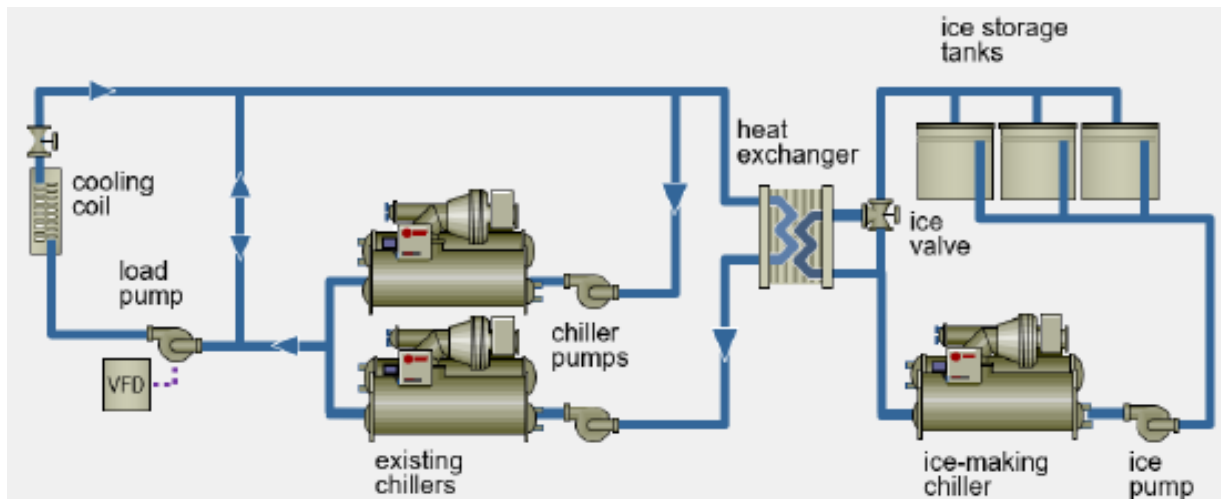 ice storage
tanks
heat
exchanger
cooling
coil
ice
valve
load
pump
chiller
pumps
VFD
existing
chillers
ice-making
chiller
ice
pump